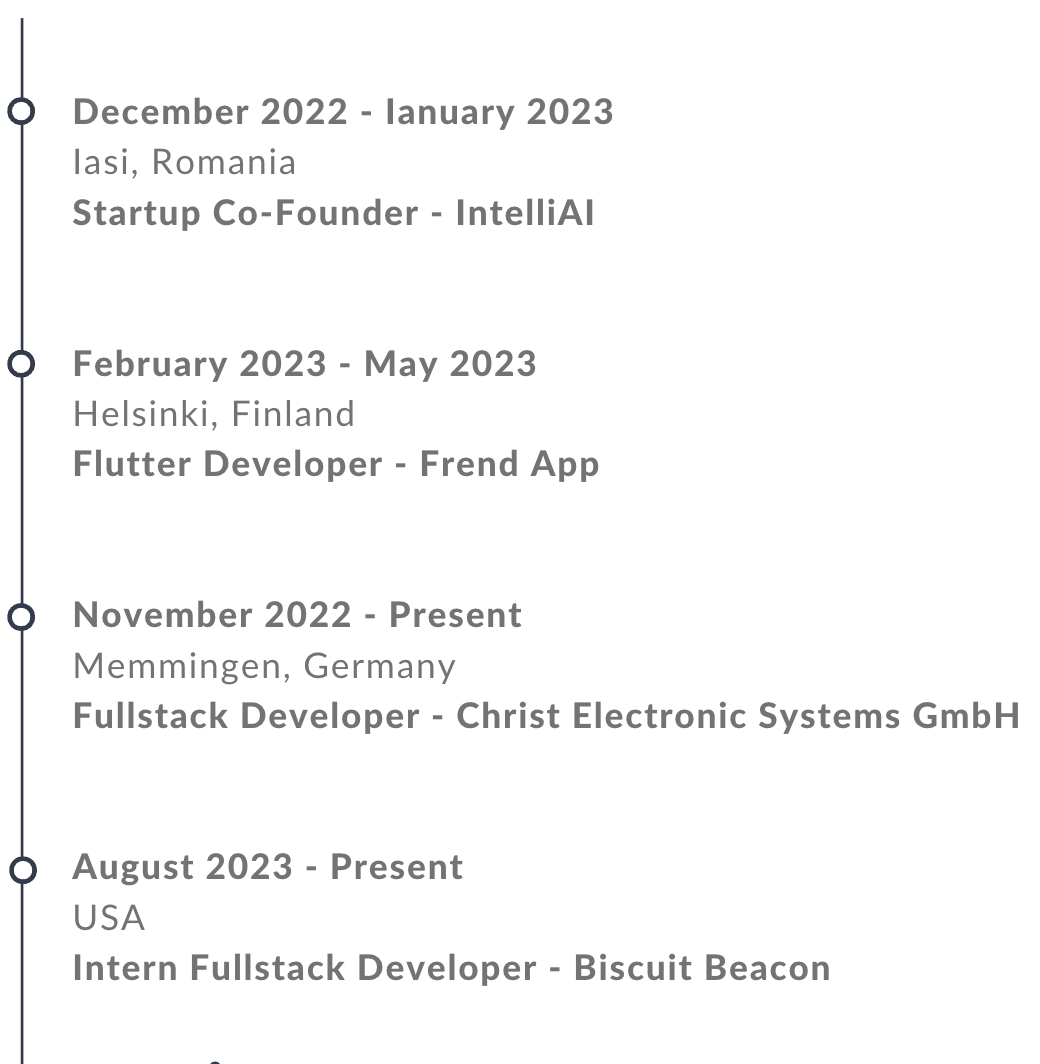 December 2022 - Ianuary 2023
Iasi, Romania
Startup Co-Founder - IntelliAI
February 2023 - May 2023
Helsinki, Finland
Flutter Developer - Frend App
November 2022 - Present
Memmingen, Germany
Fullstack Developer - Christ Electronic Systems GmbH
August 2023 - Present
USA
Intern Fullstack Developer - Biscuit Beacon